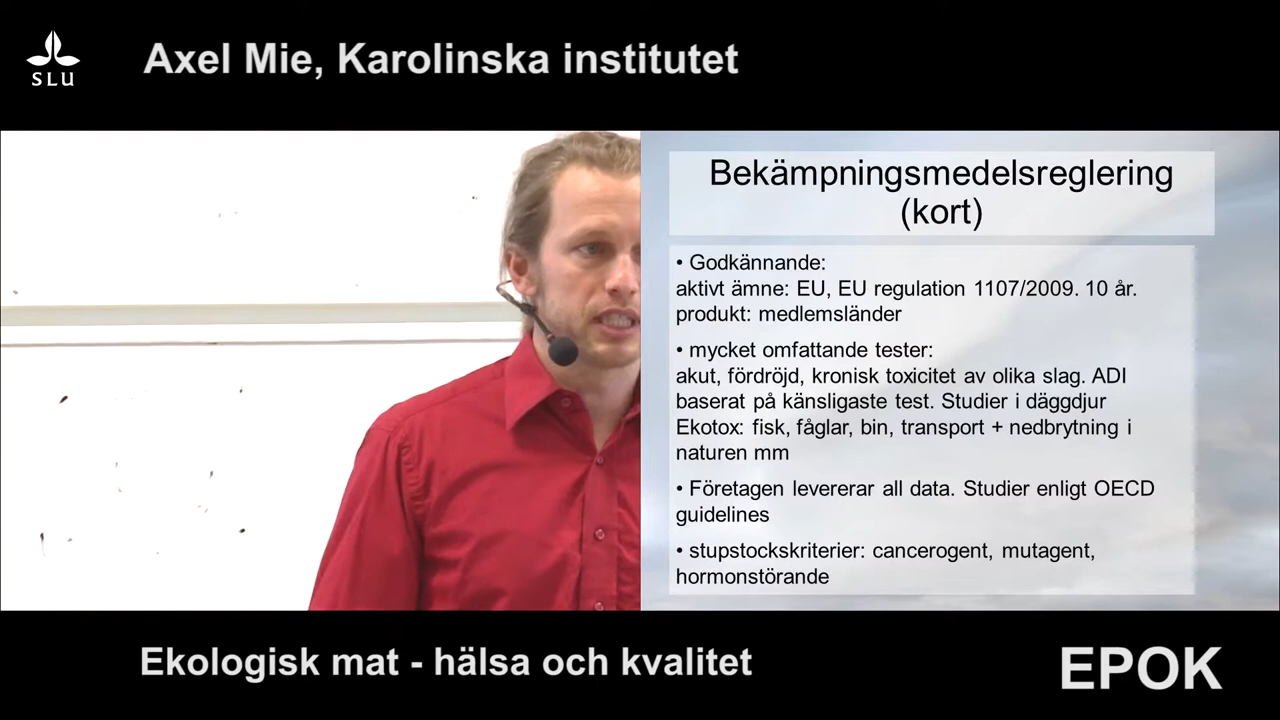 SLU
Axel Mie, Karolinska institutet
Bekämpningsmedelsreglering
(kort)
• Godkännande:
aktivt ämne: EU, EU regulation 1107/2009. 10 år.
produkt: medlemsländer
• mycket omfattande tester:
akut, fördröjd, kronisk toxicitet av olika slag. ADI
baserat på känsligaste test. Studier i däggdjur
Ekotox: fisk, fåglar, bin, transport + nedbrytning i
naturen mm
• Företagen levererar all data. Studier enligt OECD
guidelines
• stupstockskriterier: cancerogent, mutagent,
hormonstörande
Ekologisk mat - hälsa och kvalitet
EPOK